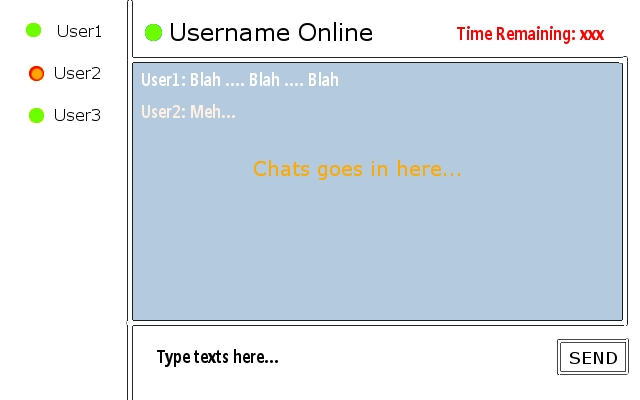 User1
User2
User3
Username Online
Time Remaining: xxx
User1: Blah .... Blah .... Blah
User2: Meh...
Chats goes in here...
Type texts here...
SEND